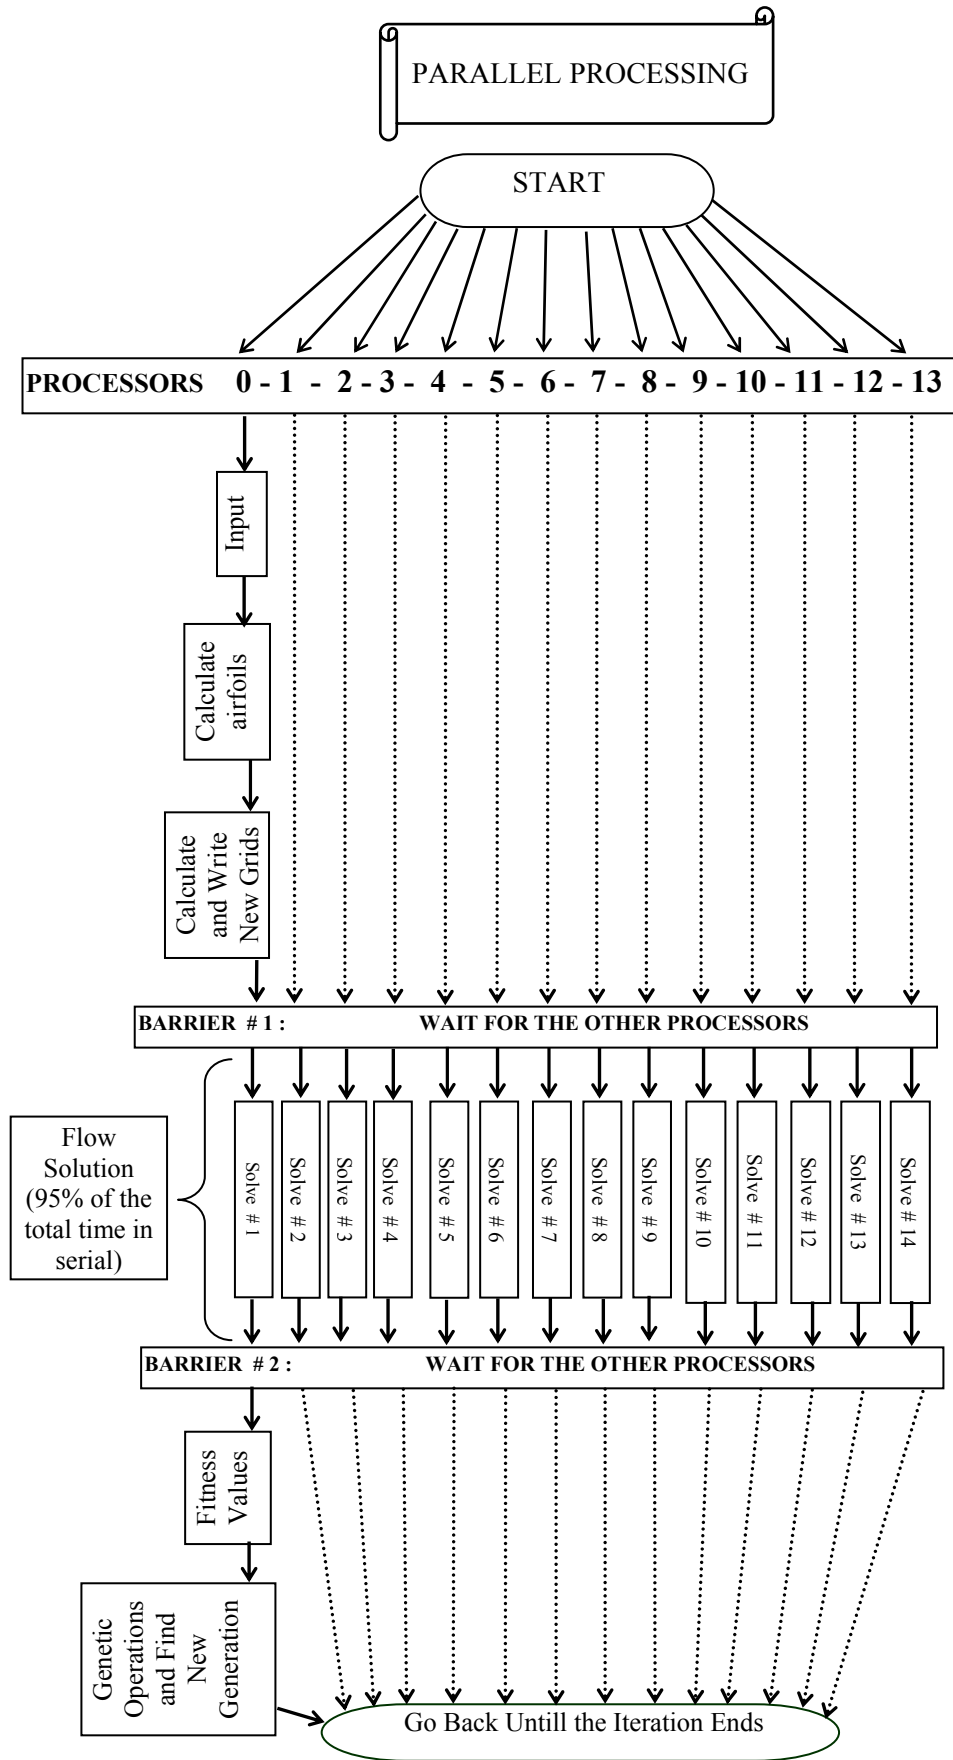 PARALLEL PROCESSING
START
PROCESSORS 0 - 1 - 2 - 3 - 4 - 5 - 6 - 7 - 8 - 9 - 10 - 11 - 12 - 13
Input
Calculate
airfoils
Calculate
and Write
New Grids
BARRIER # 1 : WAIT FOR THE OTHER PROCESSORS
Flow
Solution
(95% of the
total time in
serial)
Solve # 1
Solve # 2
Solve # 3
Solve # 4
Solve # 5
Solve # 6
Solve # 7
Solve # 8
Solve # 9
Solve # 10
Solve # 11
Solve # 12
Solve # 13
Solve # 14
BARRIER # 2 : WAIT FOR THE OTHER PROCESSORS
Fitness
Values
Genetic
Operations
and Find
New
Generation
Go Back Untill the Iteration Ends